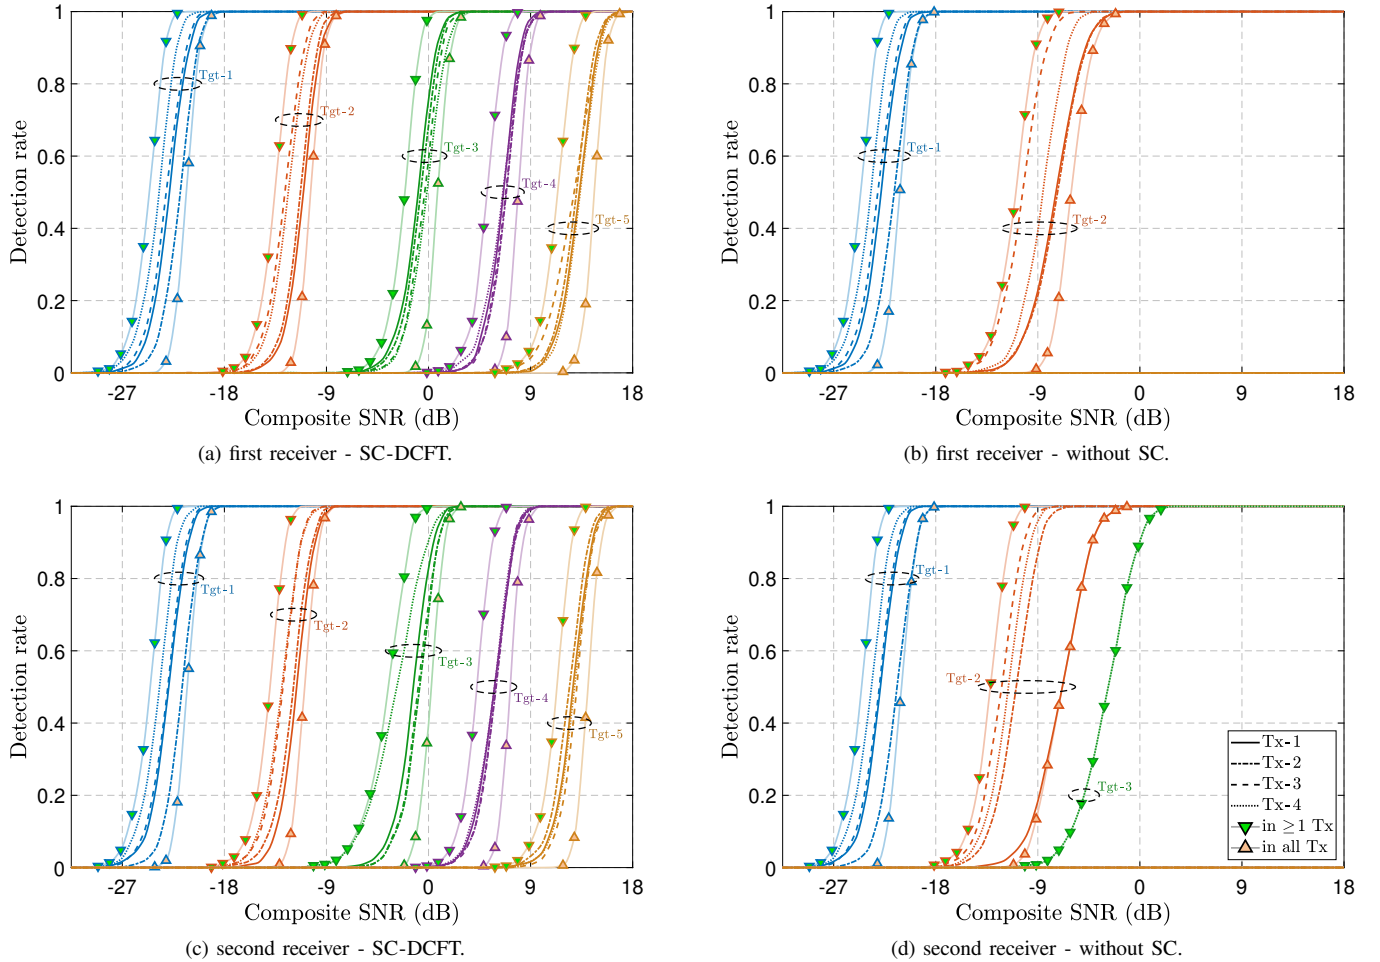 1
0.8
0.6
0.4
0.2
0
Detection rate
Tgt-1
Tgt-2
Tgt-3
Tgt-4
Tgt-5
-27 -18 -9 0 9 18
Composite SNR (dB)
(a) first receiver - SC-DCFT.
1
0.8
0.6
0.4
0.2
0
Detection rate
Tgt-1
Tgt-2
-27 -18 -9 0 9 18
Composite SNR (dB)
(b) first receiver - without SC.
1
0.8
0.6
0.4
0.2
0
Detection rate
Tgt-1
Tgt-2
Tgt-3
Tgt-4
Tgt-5
-27 -18 -9 0 9 18
Composite SNR (dB)
(c) second receiver - SC-DCFT.
1
0.8
0.6
0.4
0.2
0
Detection rate
Tgt-1
Tgt-2
Tgt-3
Tx-1
Tx-2
Tx-3
Tx-4
in ≥1 Tx
in all Tx
-27 -18 -9 0 9 18
Composite SNR (dB)
(d) second receiver - without SC.